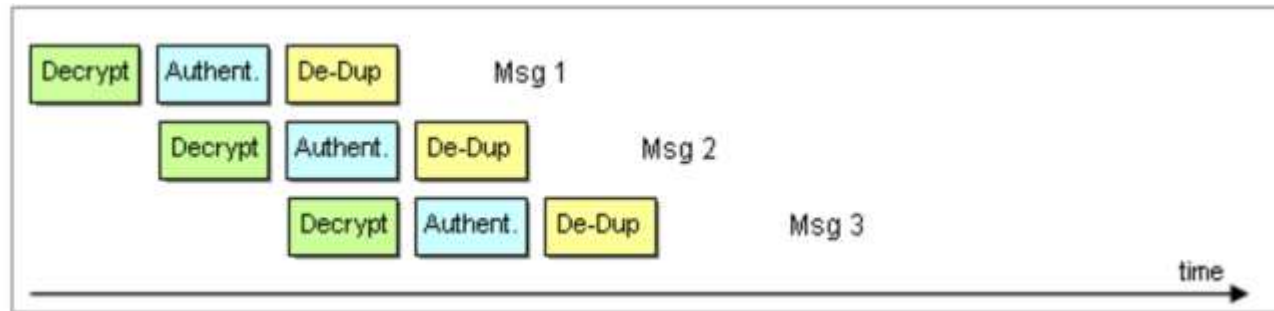 Decrypt Authent. De-Dup Msg 1
Decrypt Authent. De-Dup Msg 2
Decrypt Authent. De-Dup Msg 3
time